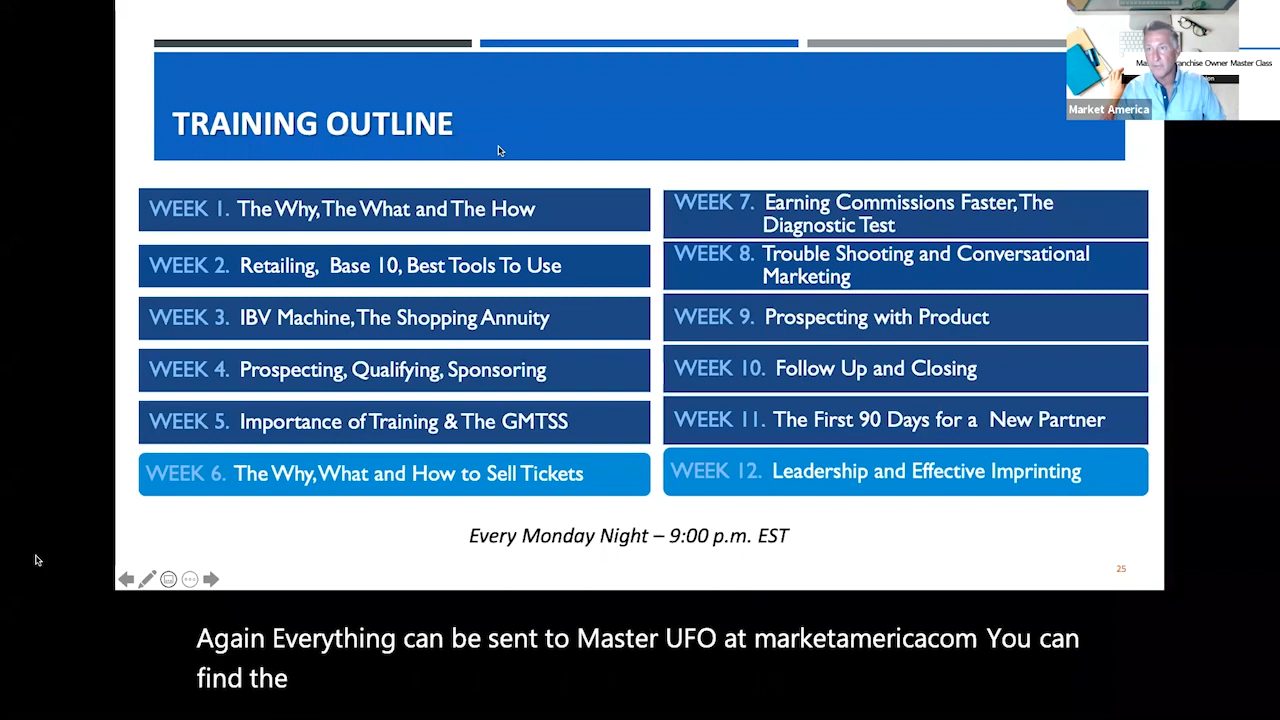 TRAINING OUTLINE
Franchise Owner Master Class
Market America
WEEK 1. The Why, The What and The How
WEEK 2. Retailing, Base 10, Best Tools To Use
WEEK 3. IBV Machine, The Shopping Annuity
WEEK 4. Prospecting, Qualifying, Sponsoring
WEEK 5. Importance of Training & The GMTSS
WEEK 6. The Why, What and How to Sell Tickets
WEEK 7. Earning Commissions Faster, The
Diagnostic Test
WEEK 8. Trouble Shooting and Conversational
Marketing
WEEK 9. Prospecting with Product
WEEK 10. Follow Up and Closing
WEEK 11. The First 90 Days for a New Partner
WEEK 12. Leadership and Effective Imprinting
Every Monday Night – 9:00 p.m. EST
25
Again Everything can be sent to Master UFO at marketamericacom You can
find the